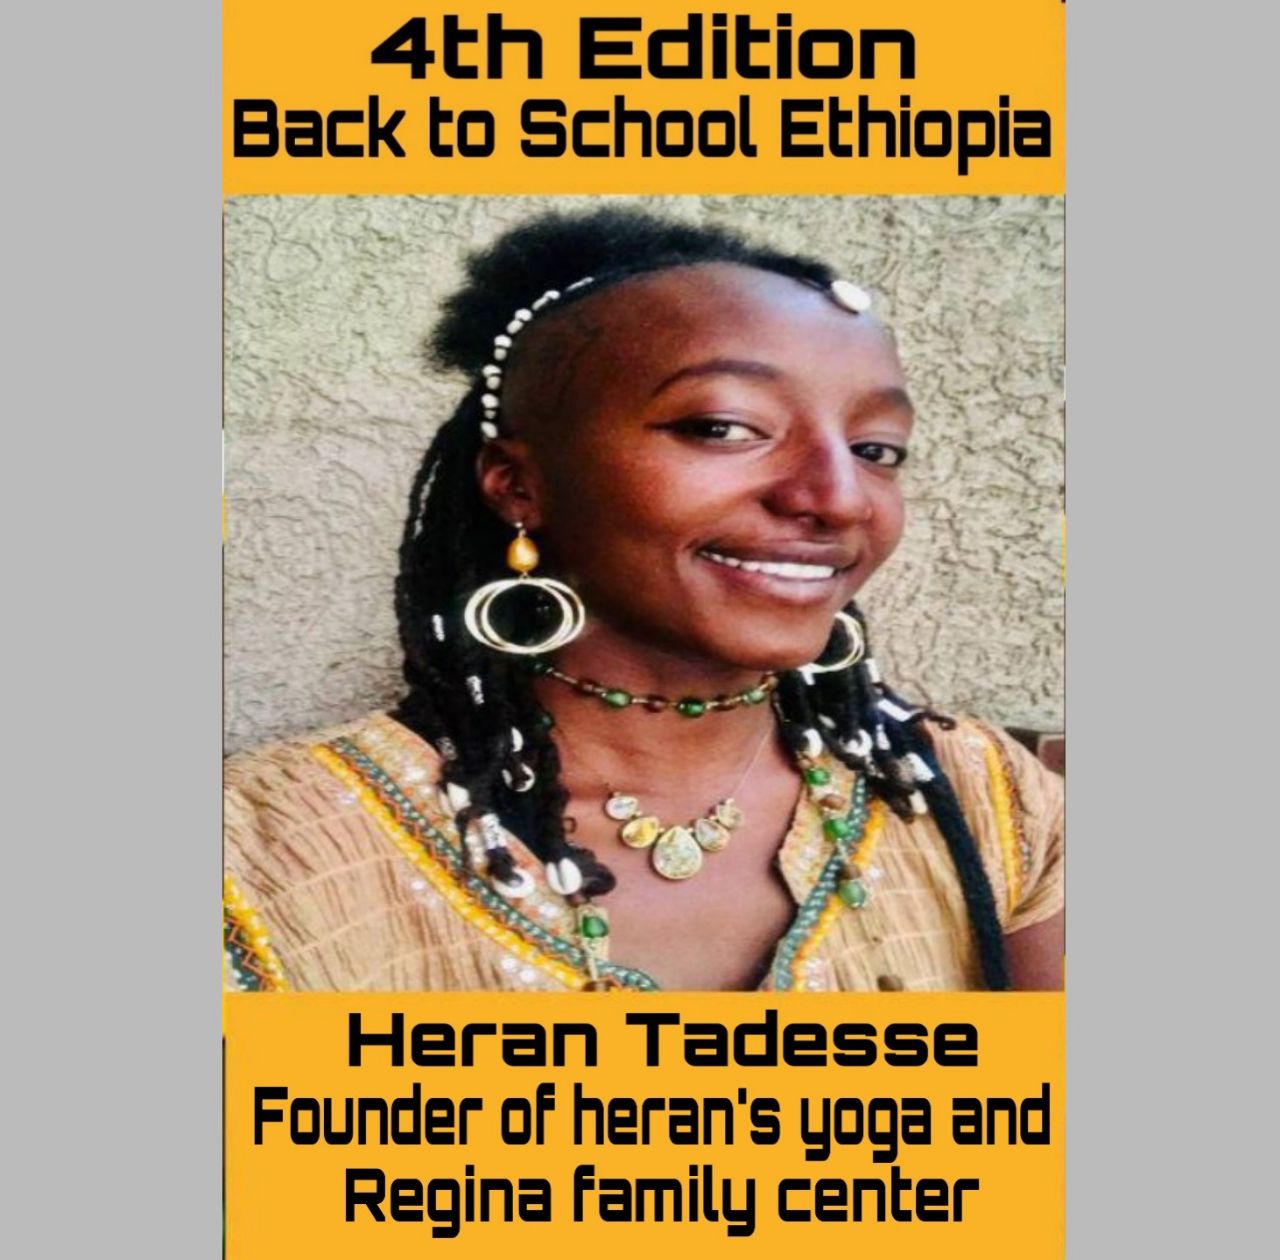 4th Edition
Back to School Ethiopia
Heran Tadesse
Founder of heran's yoga and
Regina family center